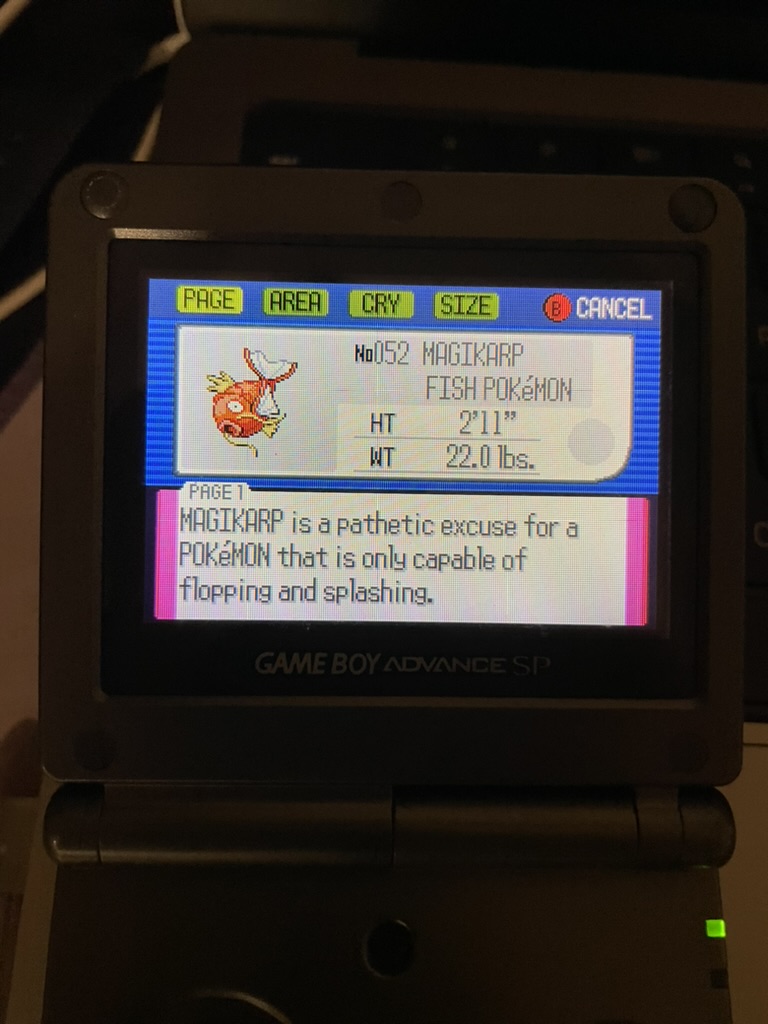 PAGE AREA CRY SIZE B CANCEL
No052 MAGIKARP
FISH POKéMON
HT 2'11"
WT 22.0 lbs.
PAGE 1
MAGIKARP is a pathetic excuse for a
POKéMON that is only capable of
flopping and splashing.
GAME BOY ADVANCE SP